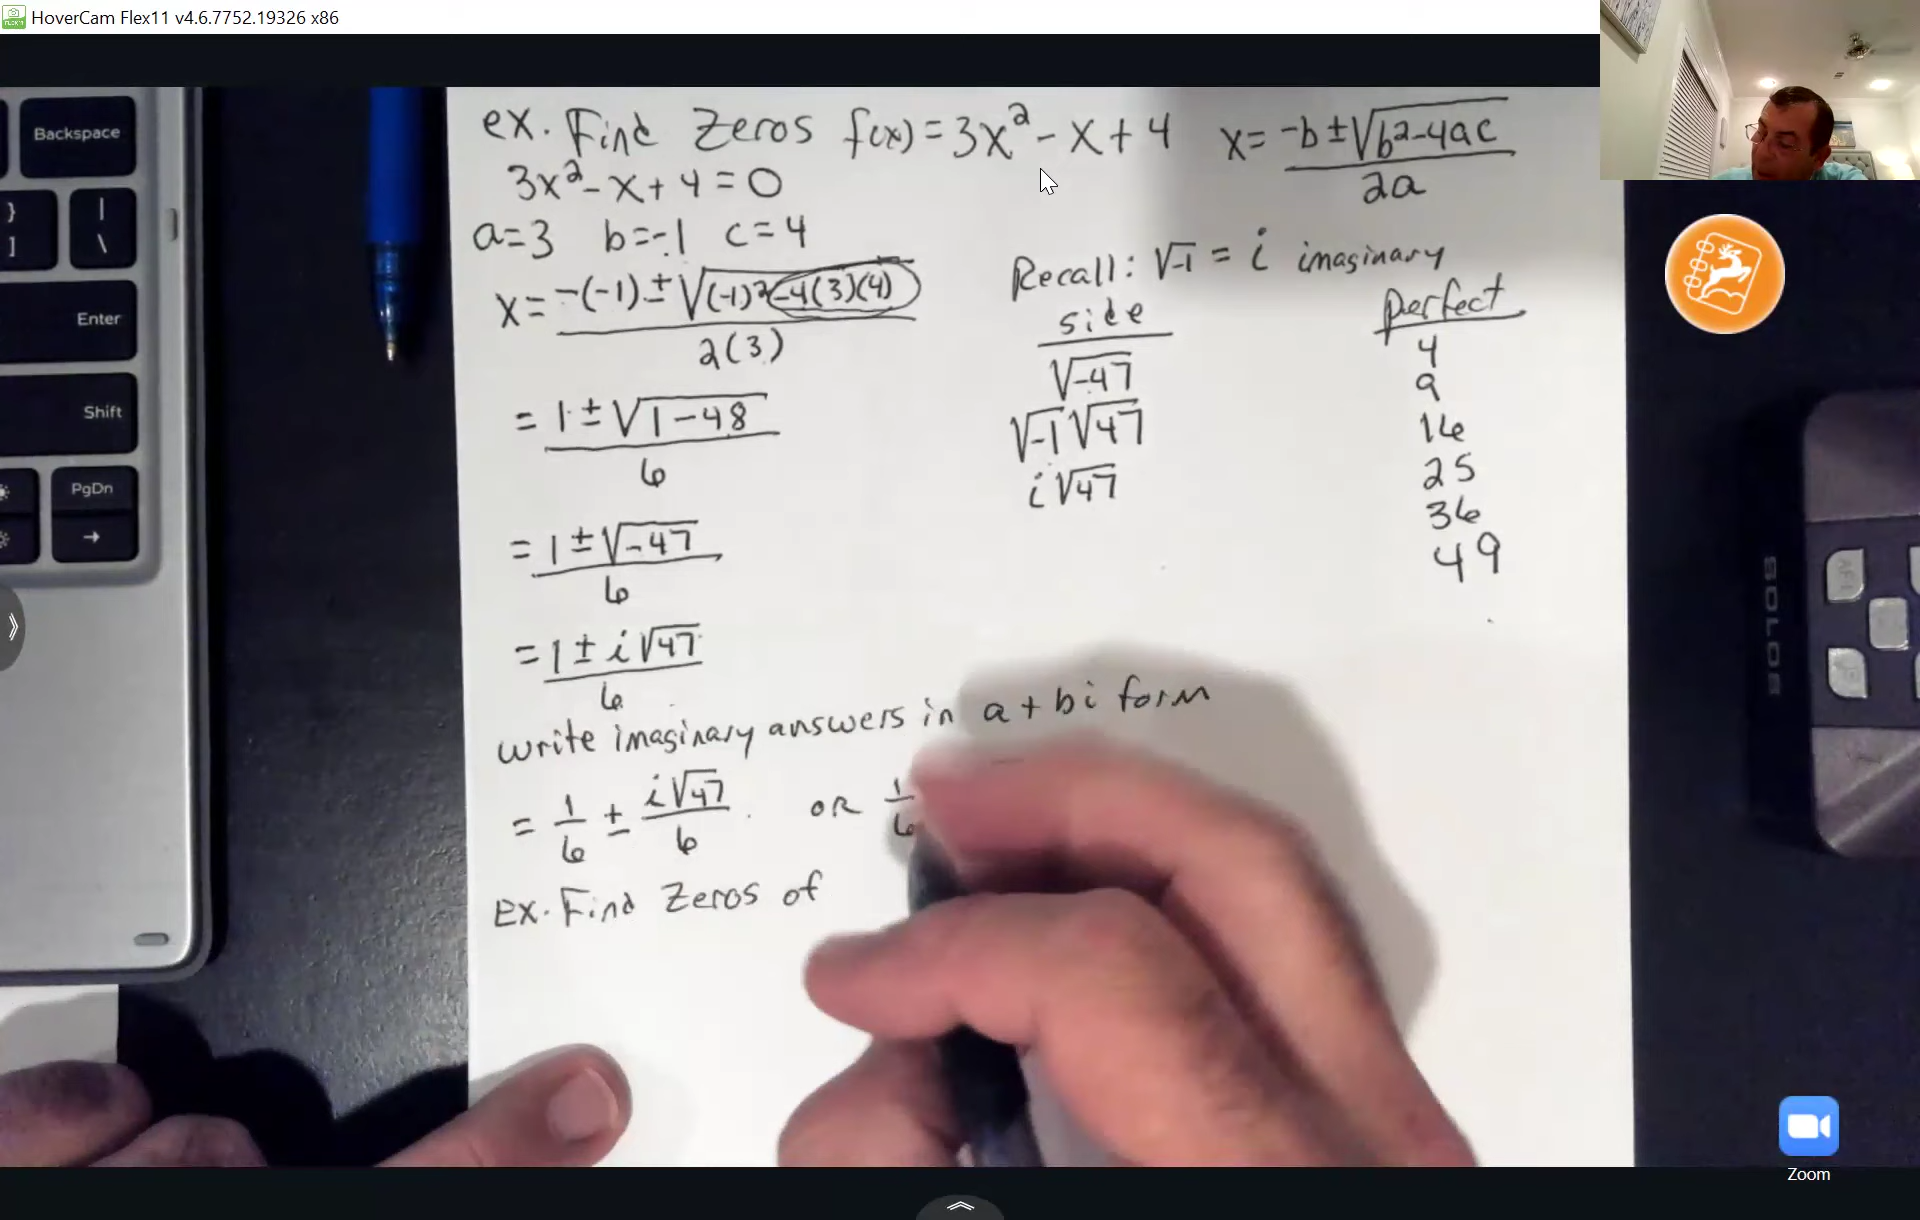 HoverCam Flex11 v4.6.7752.19326 x86
Backspace
} ]
| \
Enter
Shift
PgDn
→
ex. Find Zeros f(x) = 3x² - x + 4
x = (-b ± √(b² - 4ac)) / 2a
3x² - x + 4 = 0
a = 3 b = -1 c = 4
x = (-(-1) ± √((-1)² - 4(3)(4))) / 2(3)
= (1 ± √(1 - 48)) / 6
= (1 ± √-47) / 6
= (1 ± i√47) / 6
Recall: √-1 = i imaginary
side
√-47
√-1 √47
i√47
perfect
4
9
16
25
36
49
write imaginary answers in a + bi form
= 1/6 ± i√47/6 OR 1/6
Ex. Find Zeros of
SOLOS
Zoom